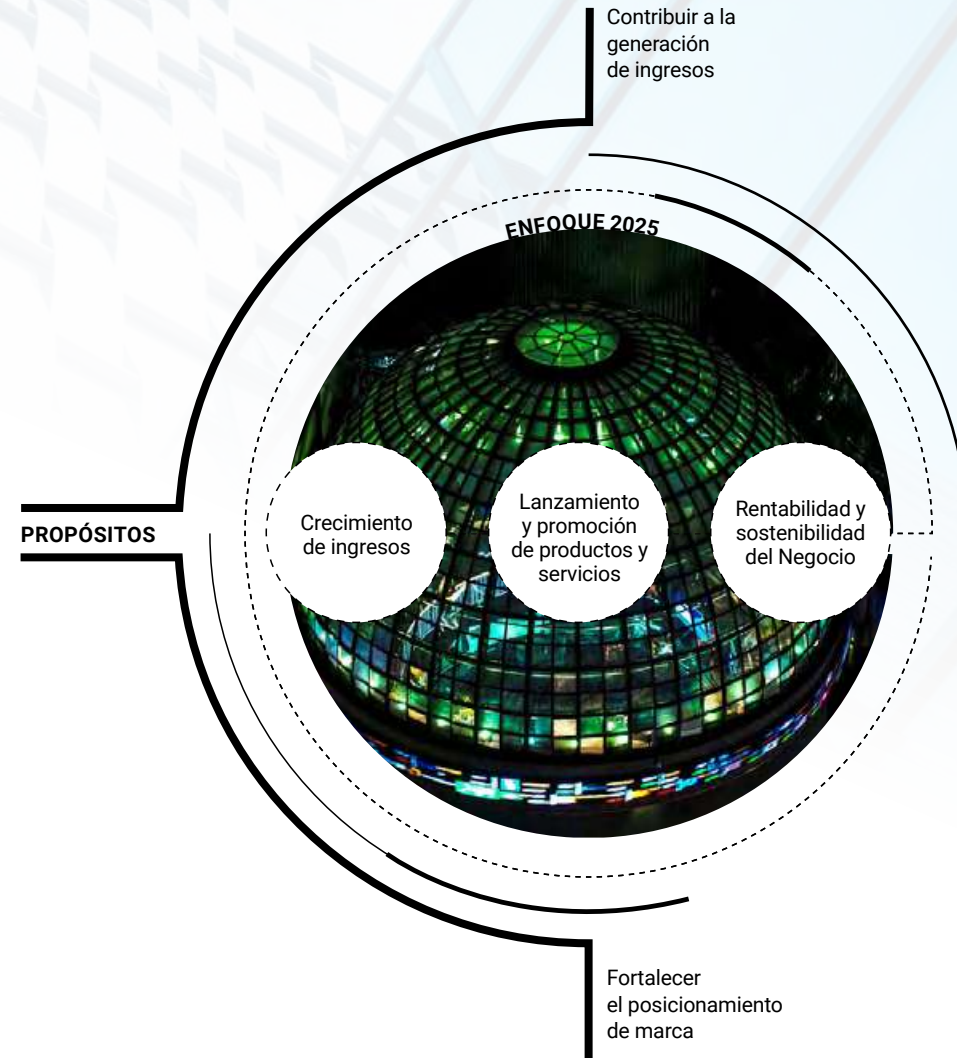 Contribuir a la
generación
de ingresos
ENFOQUE 2025
PROPÓSITOS
Crecimiento
de ingresos
Lanzamiento
y promoción
de productos y
servicios
Rentabilidad y
sostenibilidad
del Negocio
Fortalecer
el posicionamiento
de marca